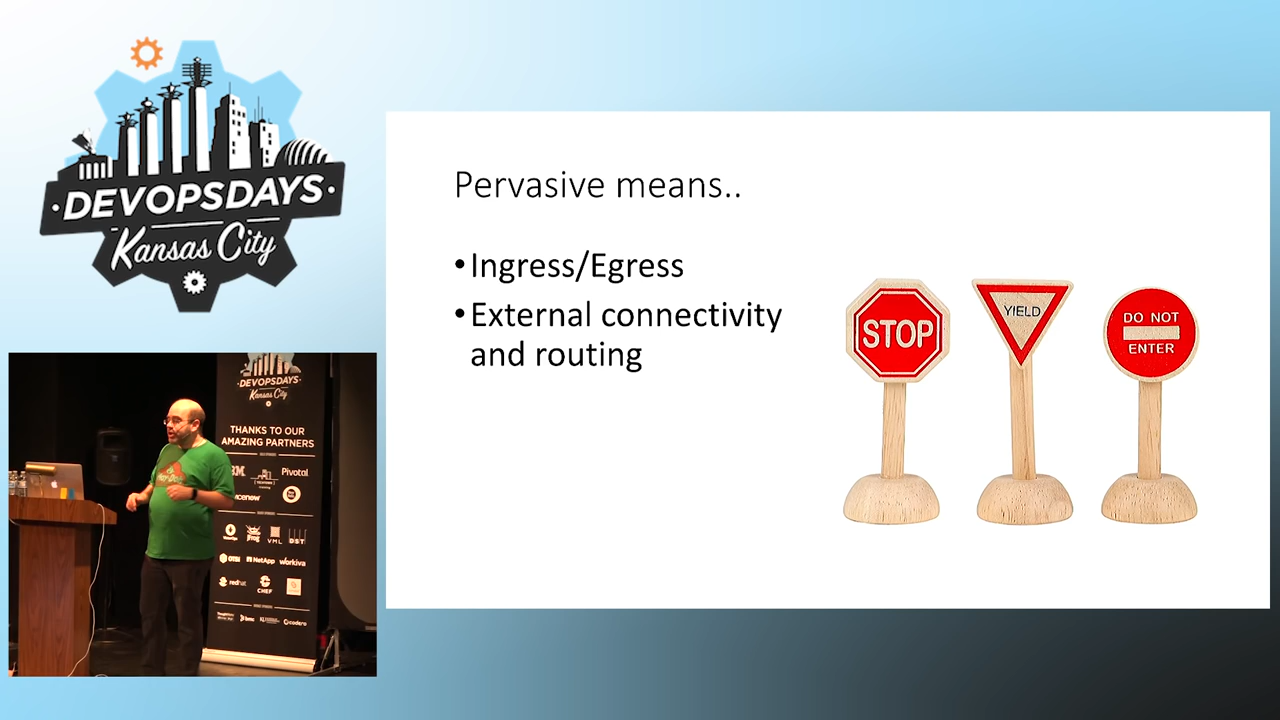 DEVOPSDAYS
Kansas City
Pervasive means..
•Ingress/Egress
•External connectivity
and routing
STOP
YIELD
DO NOT
ENTER
DEVOPSDAYS
Kansas City
THANKS TO OUR
AMAZING PARTNERS
Pivotal
VML
DST
NetApp
workiva
redhat
CHEF